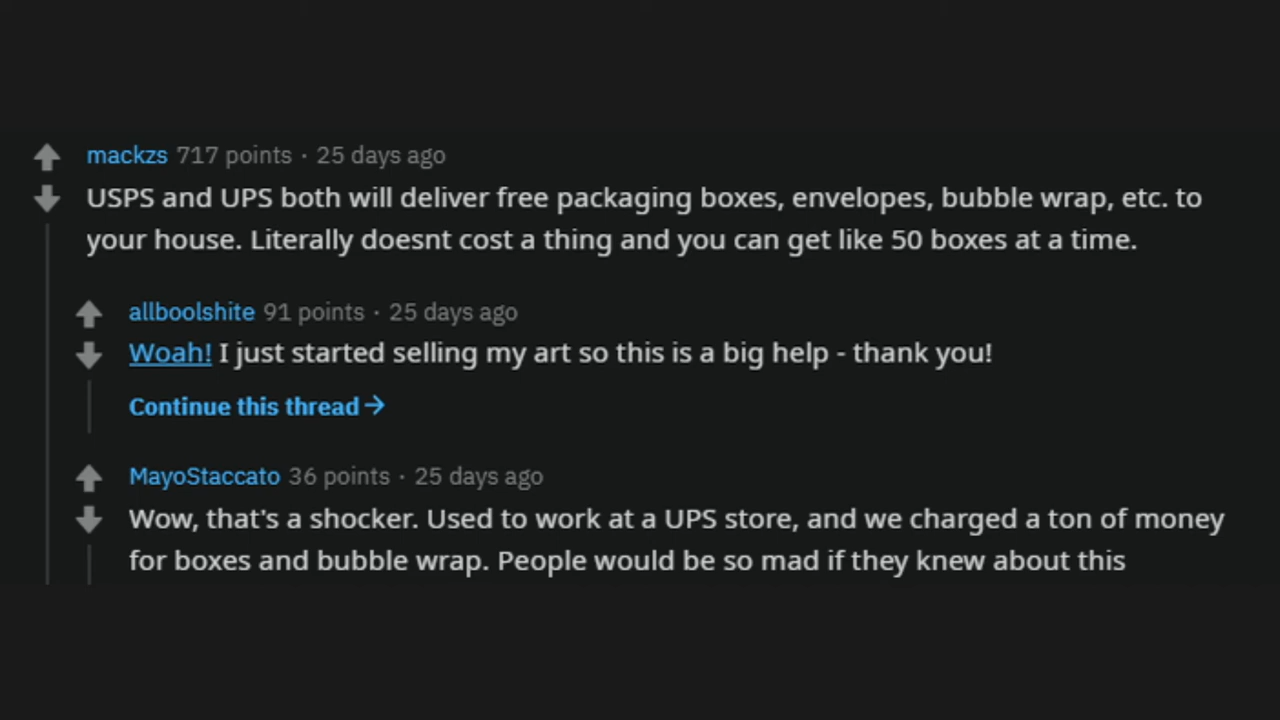 mackzs 717 points · 25 days ago
USPS and UPS both will deliver free packaging boxes, envelopes, bubble wrap, etc. to
your house. Literally doesnt cost a thing and you can get like 50 boxes at a time.
allboolshite 91 points · 25 days ago
Woah! I just started selling my art so this is a big help - thank you!
Continue this thread →
MayoStaccato 36 points · 25 days ago
Wow, that's a shocker. Used to work at a UPS store, and we charged a ton of money
for boxes and bubble wrap. People would be so mad if they knew about this